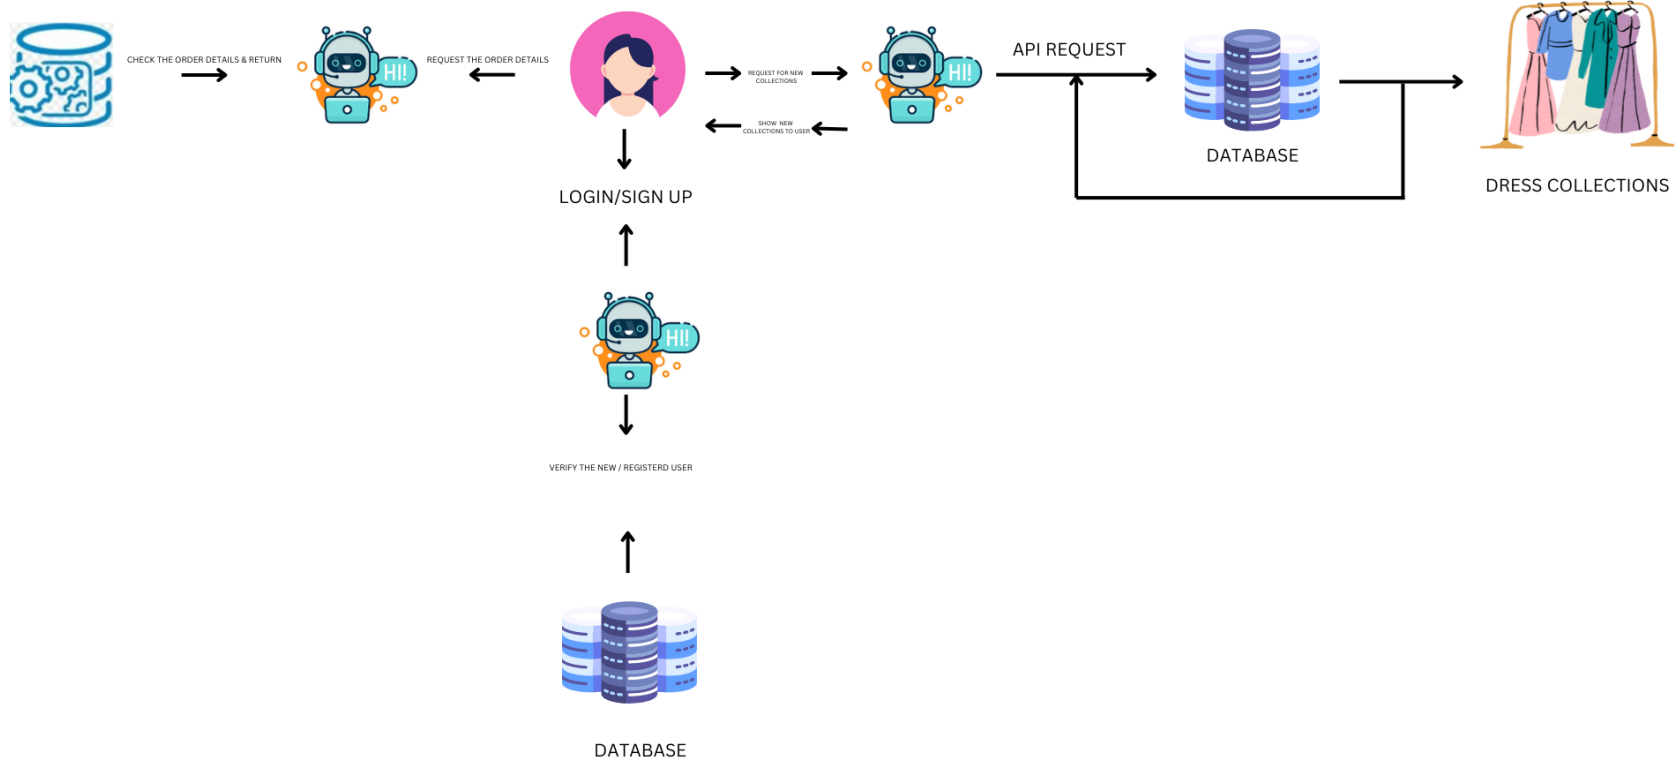 CHECK THE ORDER DETAILS & RETURN
HI!
REQUEST THE ORDER DETAILS
REQUEST FOR NEW
COLLECTIONS
SHOW NEW
COLLECTIONS TO USER
HI!
API REQUEST
DATABASE
DRESS COLLECTIONS
LOGIN/SIGN UP
HI!
VERIFY THE NEW / REGISTERD USER
DATABASE